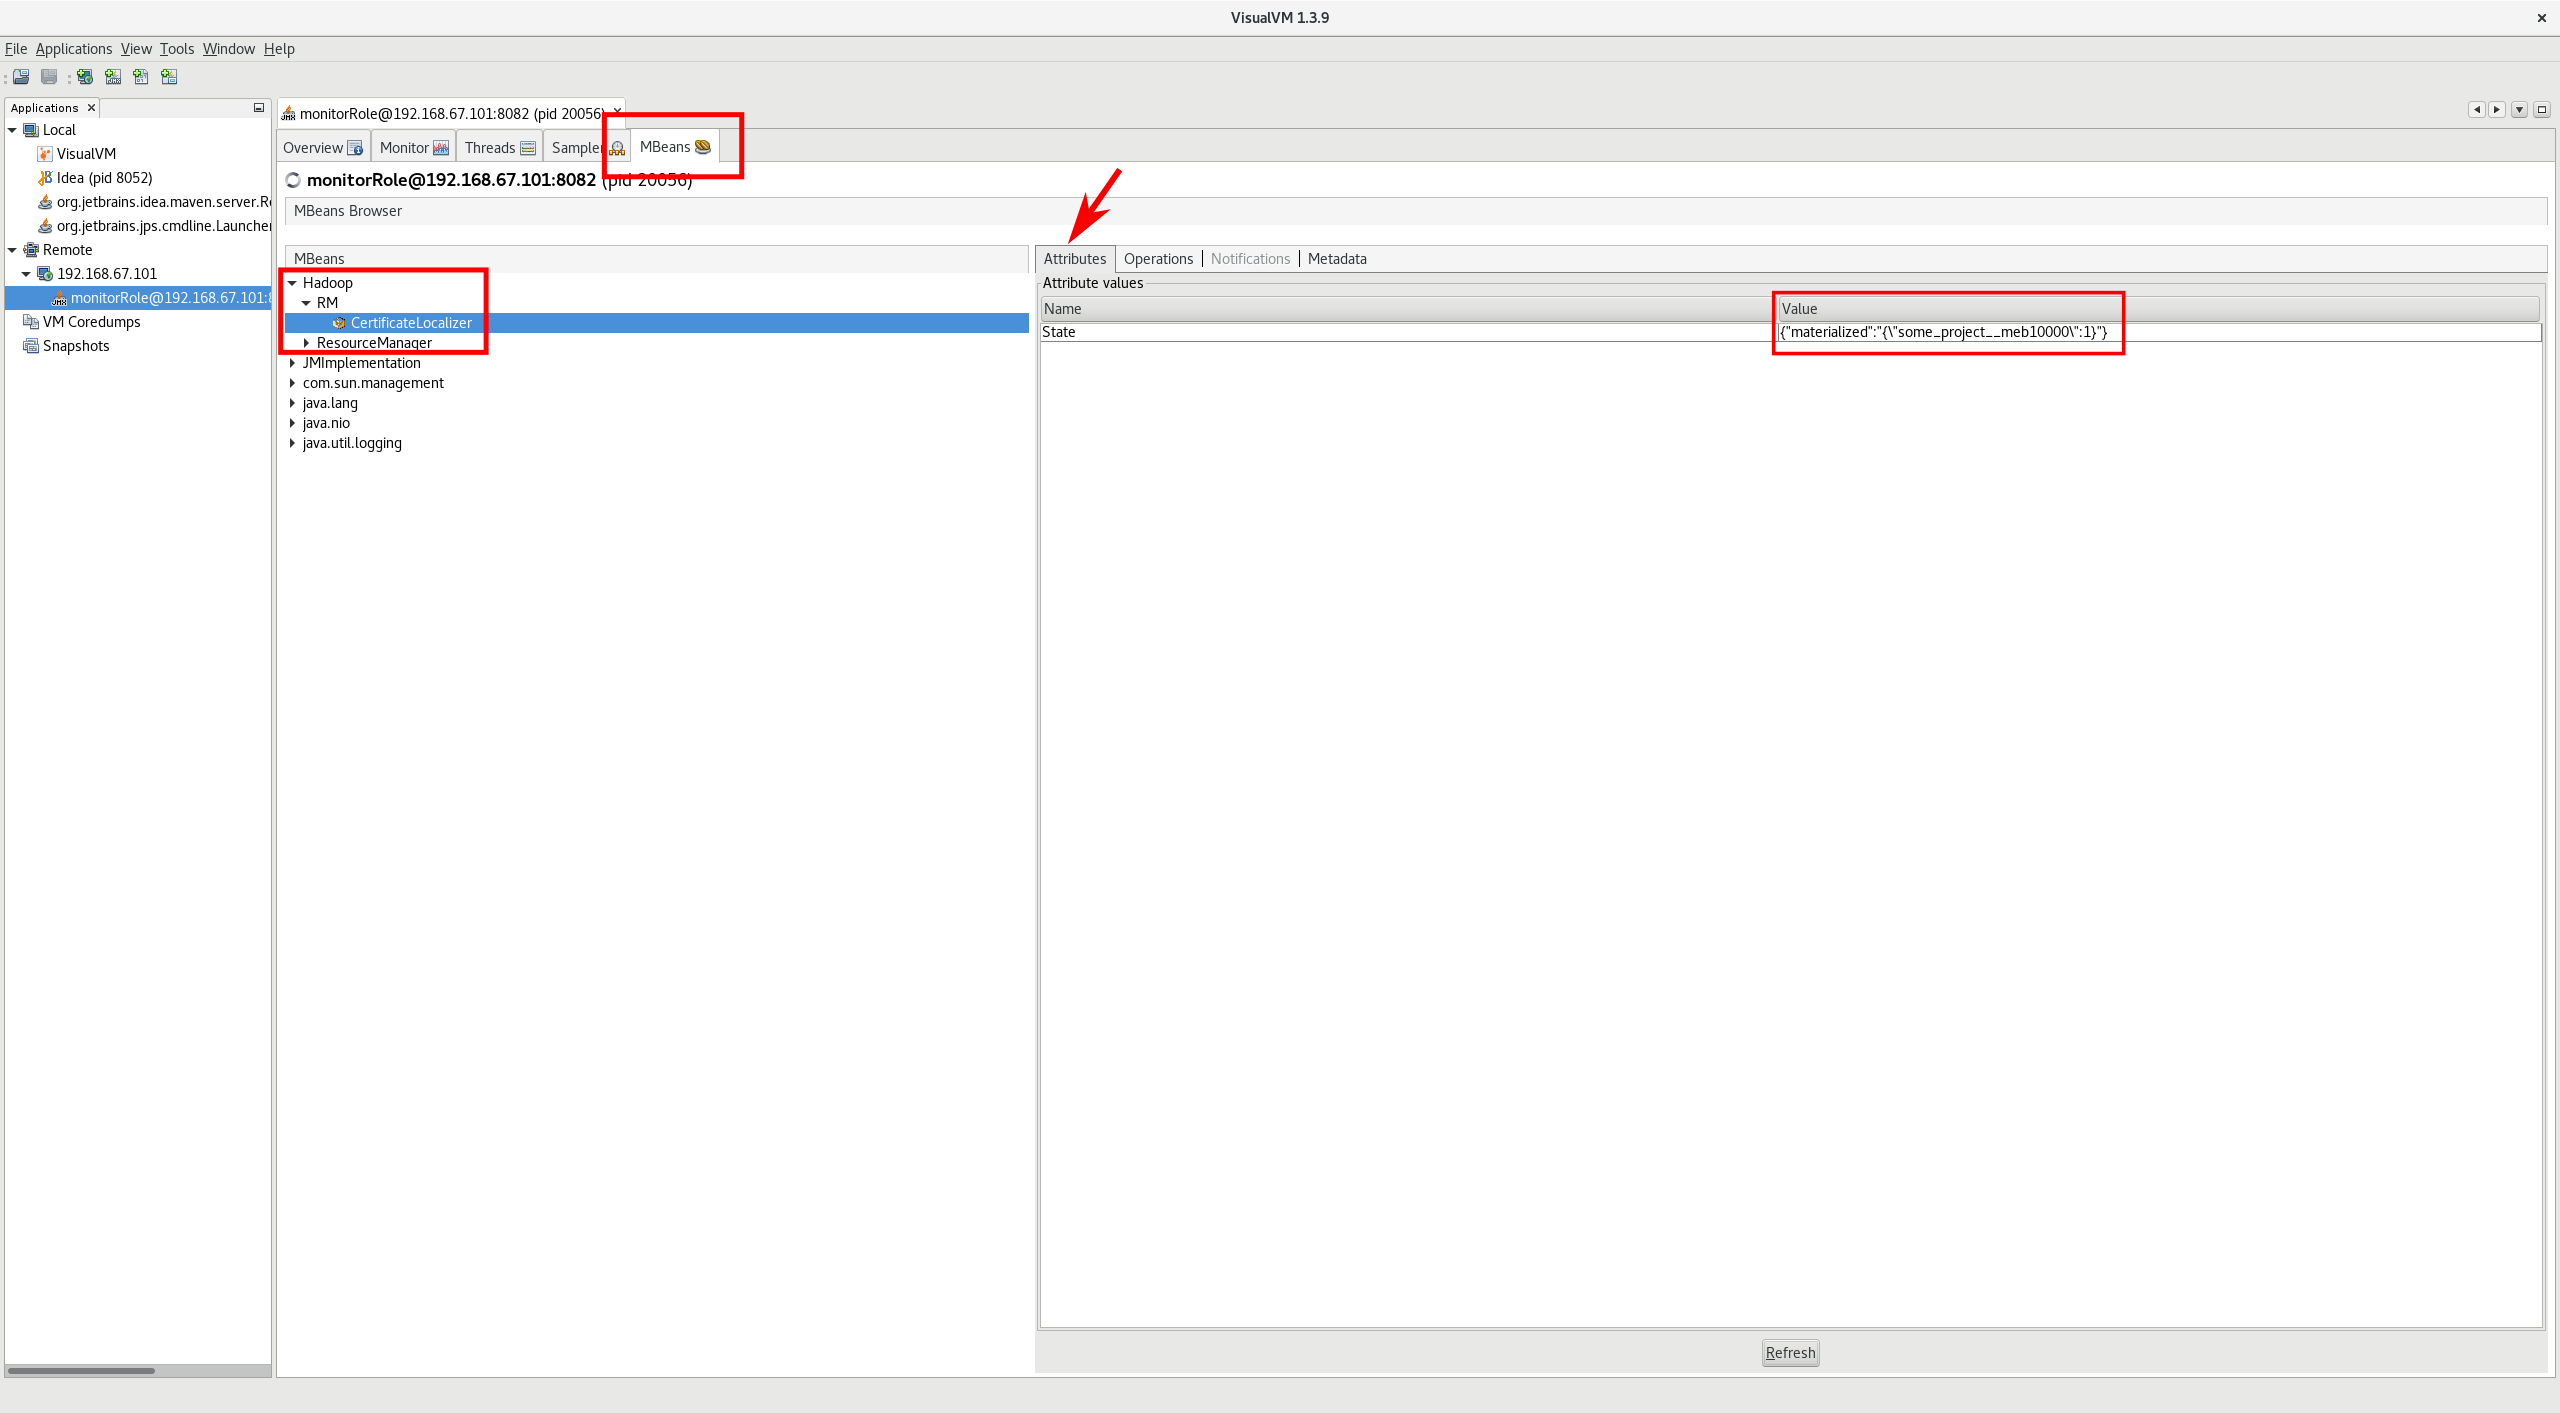 VisualVM 1.3.9
File Applications View Tools Window Help
Applications
Local
VisualVM
Idea (pid 8052)
org.jetbrains.idea.maven.server.Re
org.jetbrains.jps.cmdline.Launcher
Remote
192.168.67.101
monitorRole@192.168.67.101:8
VM Coredumps
Snapshots
monitorRole@192.168.67.101:8082 (pid 20056)
Overview Monitor Threads Sampler MBeans
monitorRole@192.168.67.101:8082 (pid 20056)
MBeans Browser
MBeans
Hadoop
RM
CertificateLocalizer
ResourceManager
JMImplementation
com.sun.management
java.lang
java.nio
java.util.logging
Attributes Operations Notifications Metadata
Attribute values
Name Value
State {"materialized":"{\"some_project__meb10000\":1}"}
Refresh